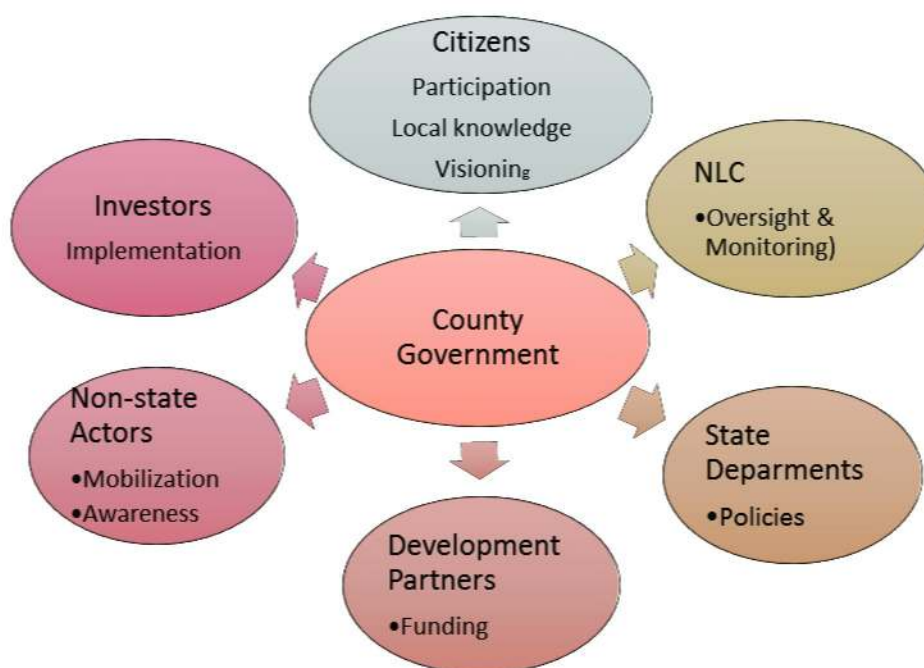 Citizens
Participation
Local knowledge
Visioning
NLC
•Oversight &
Monitoring)
Investors
Implementation
County
Government
Non-state
Actors
•Mobilization
•Awareness
State
Deparments
•Policies
Development
Partners
•Funding